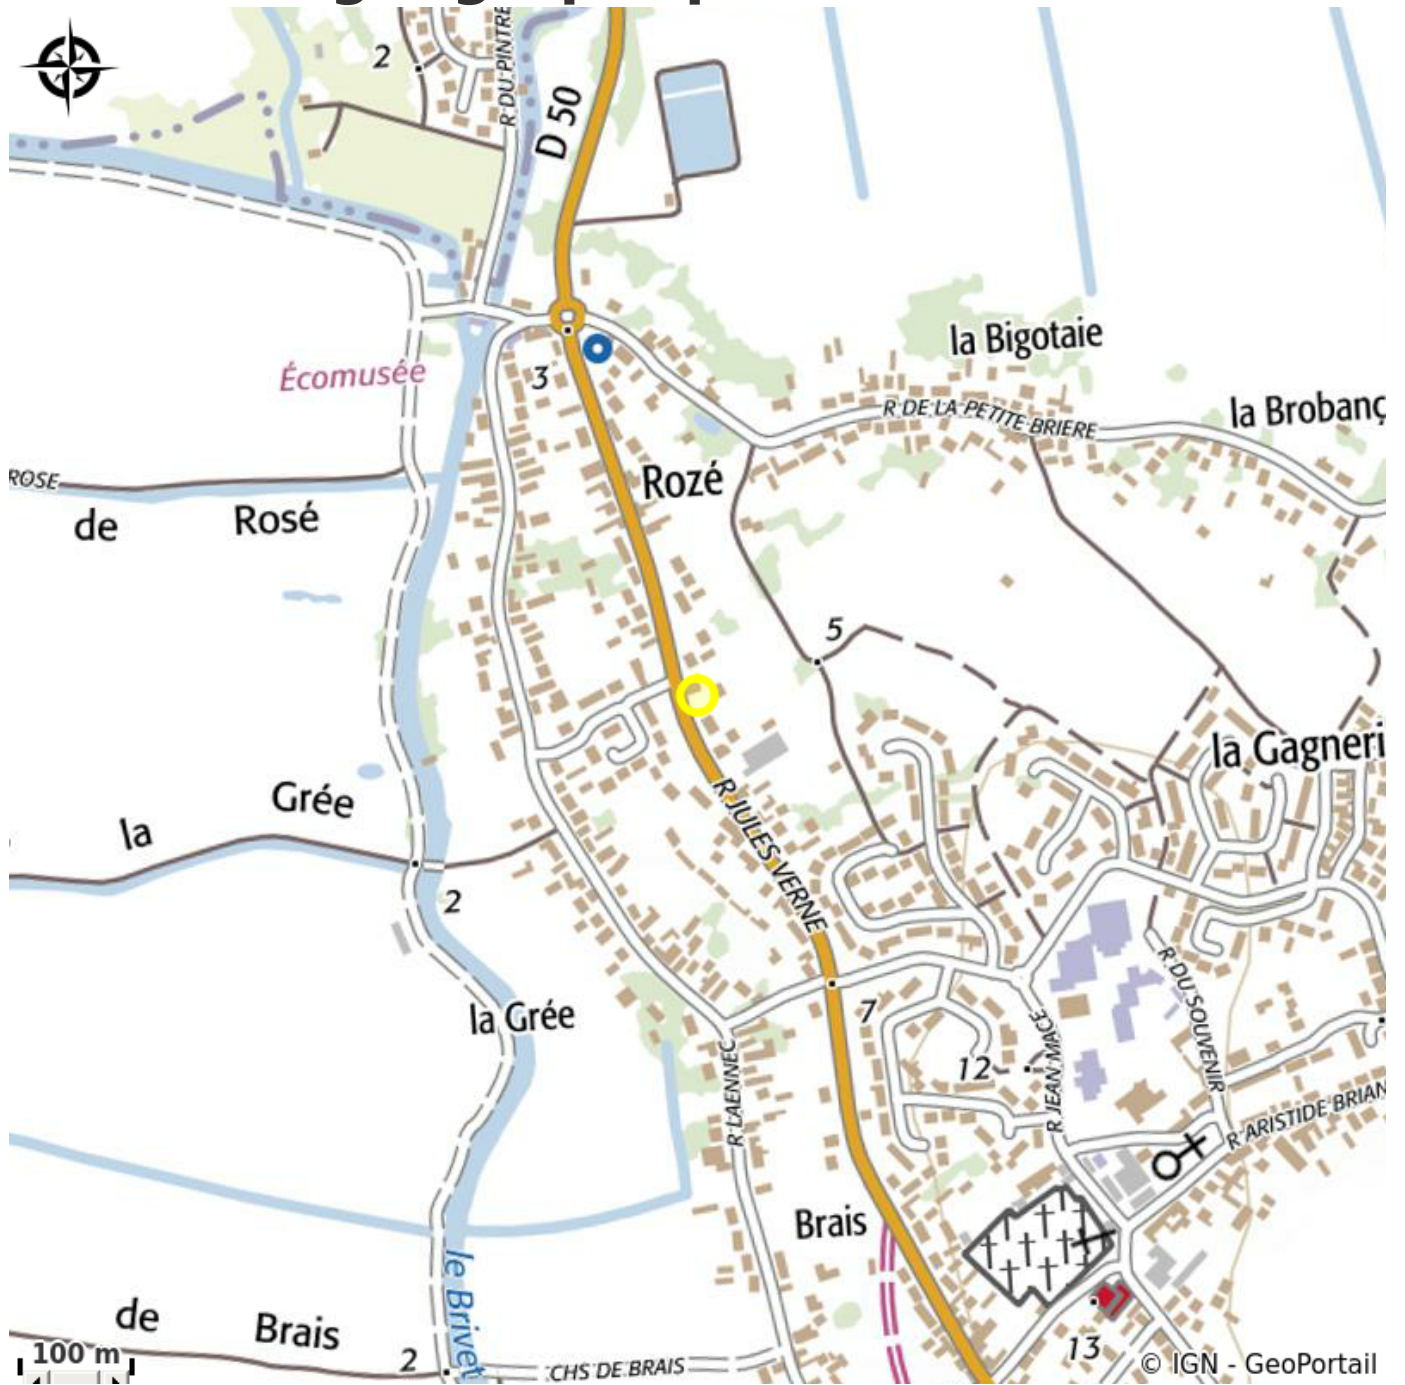 2
R DU PINTRE
D 50
Écomusée
3
la Bigotaie
R DE LA PETITE BRIERE
la Brobanç
Rozé
ROSE
de Rosé
5
la Gagneri
Grée
la
R JULES VERNE
2
la Grée
7
R DU SOUVENIR
12
R JEAN MACE
R LAENNEC
R ARISTIDE BRIAN
Brais
le Brivet
de Brais
2
CHS DE BRAIS
13
100 m
© IGN - GeoPortail